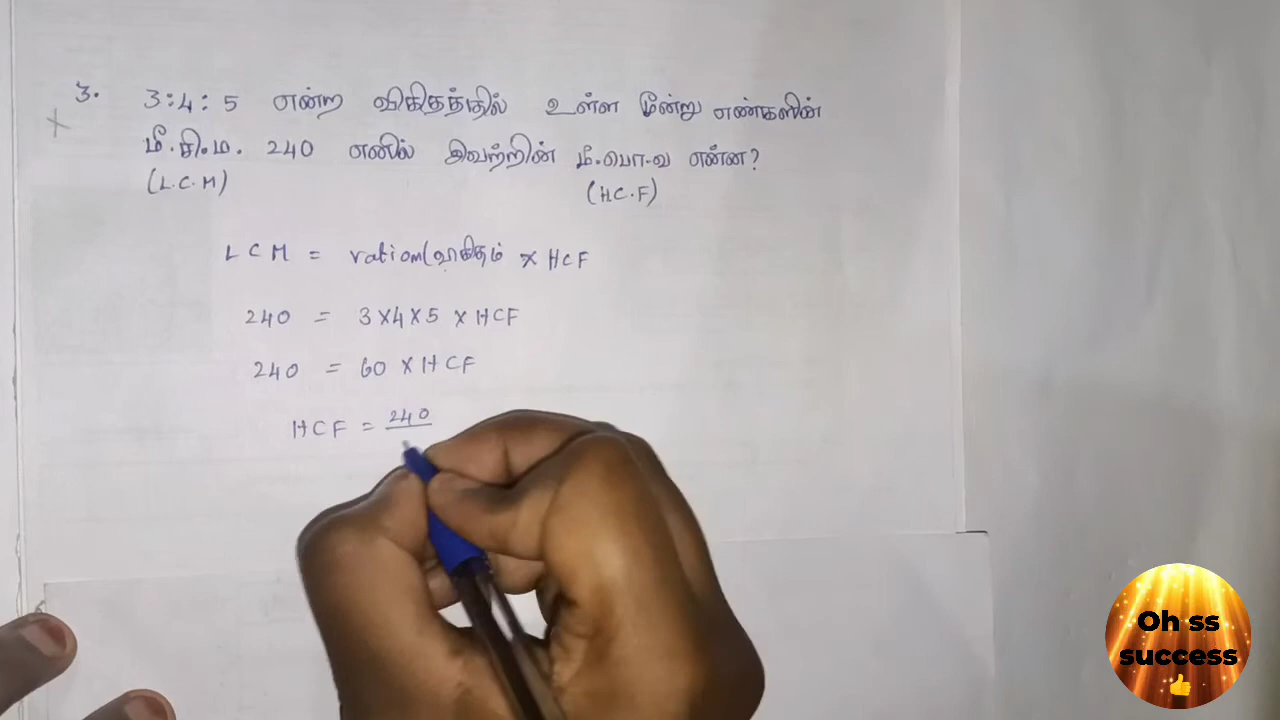 3. 3:4:5 என்ற விகிதத்தில் உள்ள மூன்று எண்களின்
மீ.சி.ம. 240 எனில் இவற்றின் மீ.பொ.வ என்ன?
(L.C.M) (H.C.F)
LCM = ration(விகிதம் × HCF
240 = 3×4×5 × HCF
240 = 60 × HCF
HCF = 240
Oh ss
success